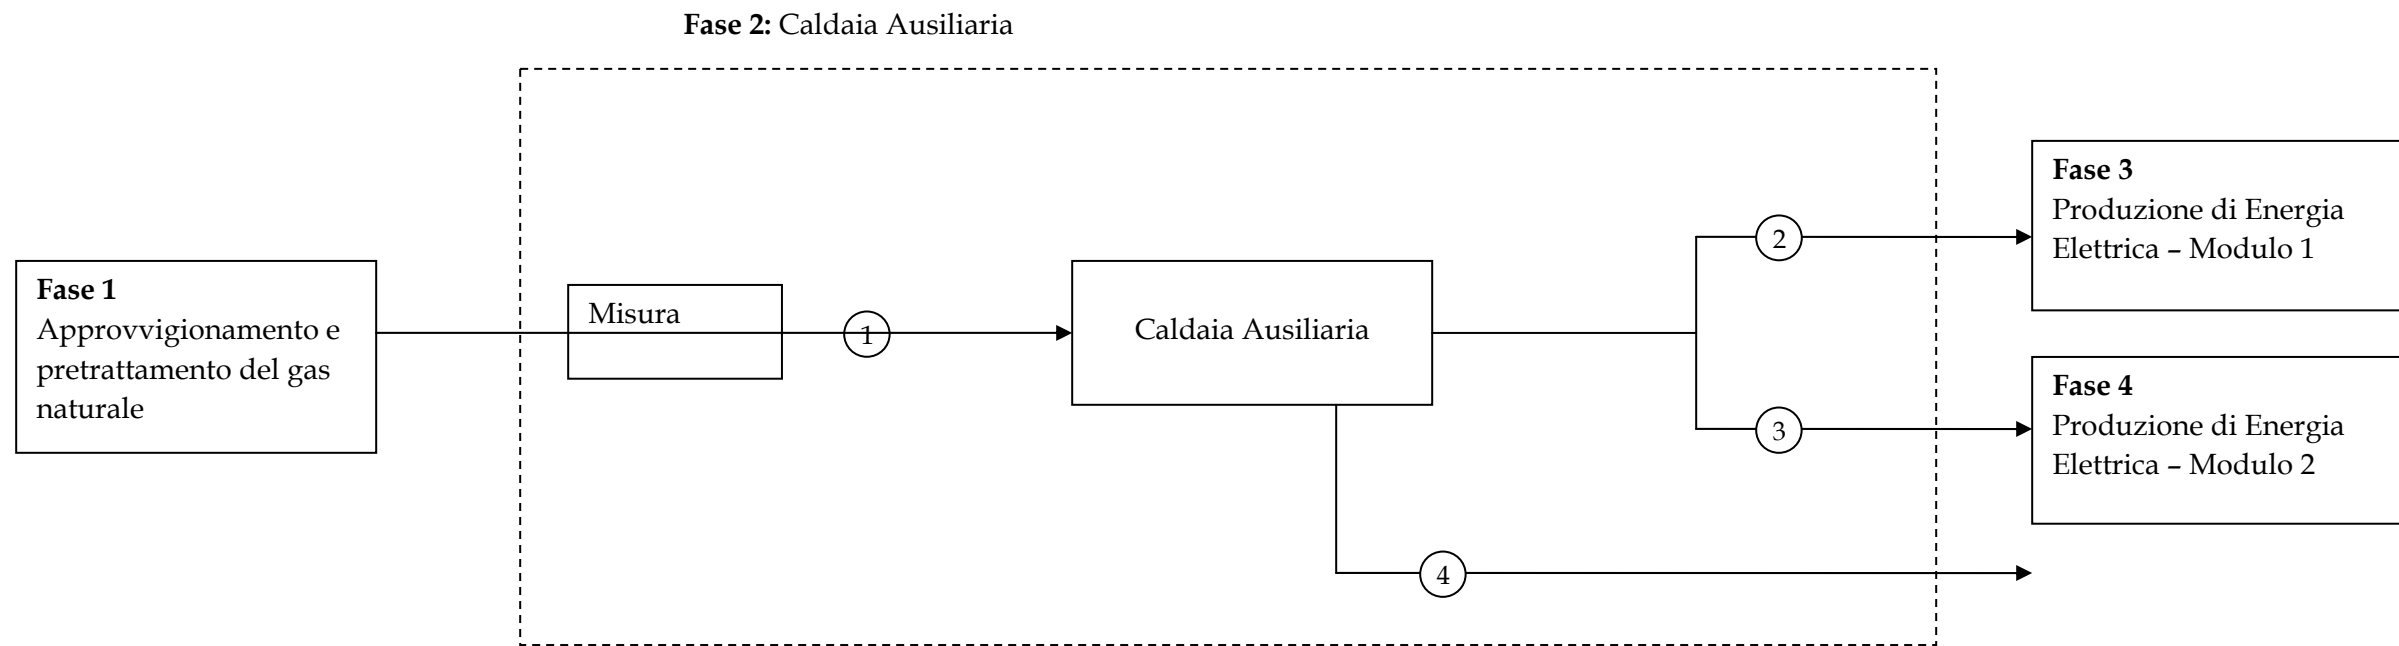 Fase 2: Caldaia Ausiliaria
Fase 1
Approvvigionamento e
pretrattamento del gas
naturale
Misura
1
Caldaia Ausiliaria
2
3
4
Fase 3
Produzione di Energia
Elettrica – Modulo 1
Fase 4
Produzione di Energia
Elettrica – Modulo 2